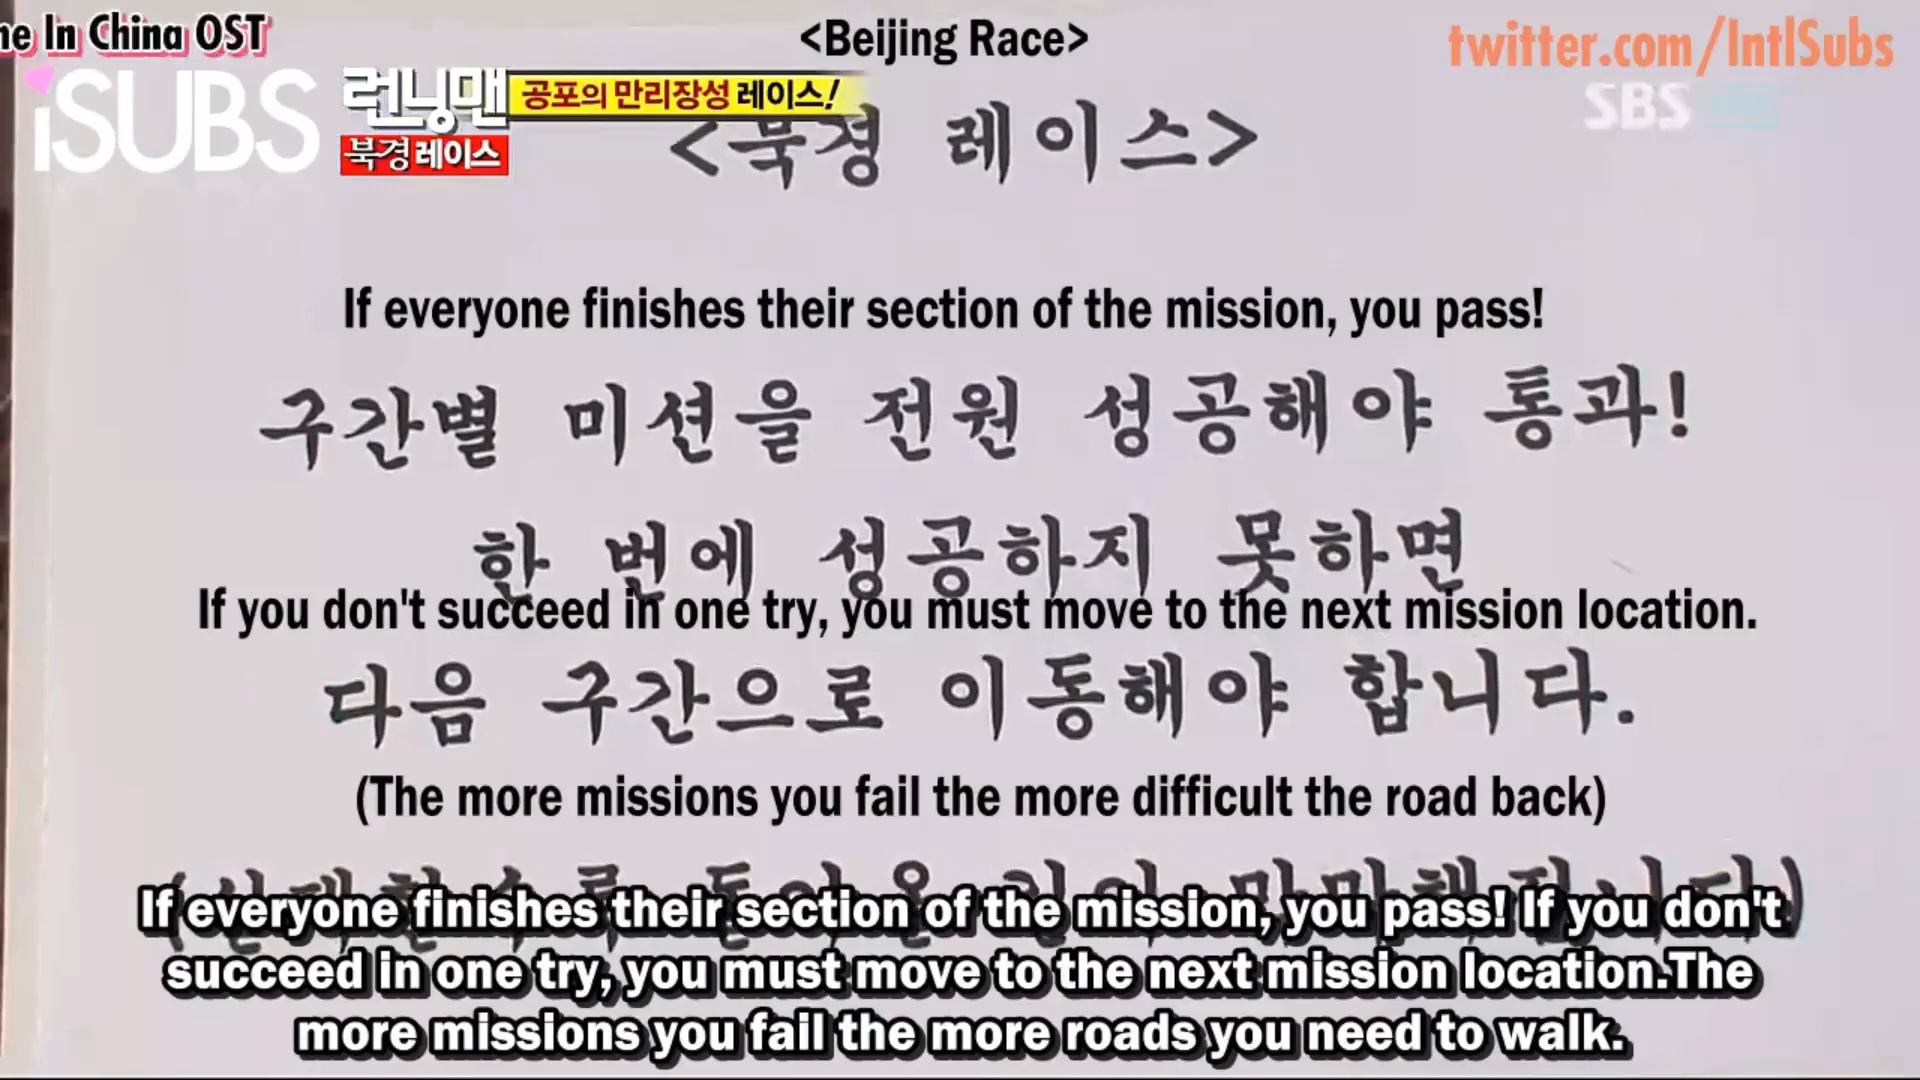 ne In China OST
<Beijing Race>
twitter.com/IntlSubs
iSUBS
런닝맨
공포의 만리장성 레이스!
SBS
북경 레이스
<북경 레이스>
If everyone finishes their section of the mission, you pass!
구간별 미션을 전원 성공해야 통과!
한 번에 성공하지 못하면
If you don't succeed in one try, you must move to the next mission location.
다음 구간으로 이동해야 합니다.
(The more missions you fail the more difficult the road back)
If everyone finishes their section of the mission, you pass! If you don't
succeed in one try, you must move to the next mission location.The
more missions you fail the more roads you need to walk.